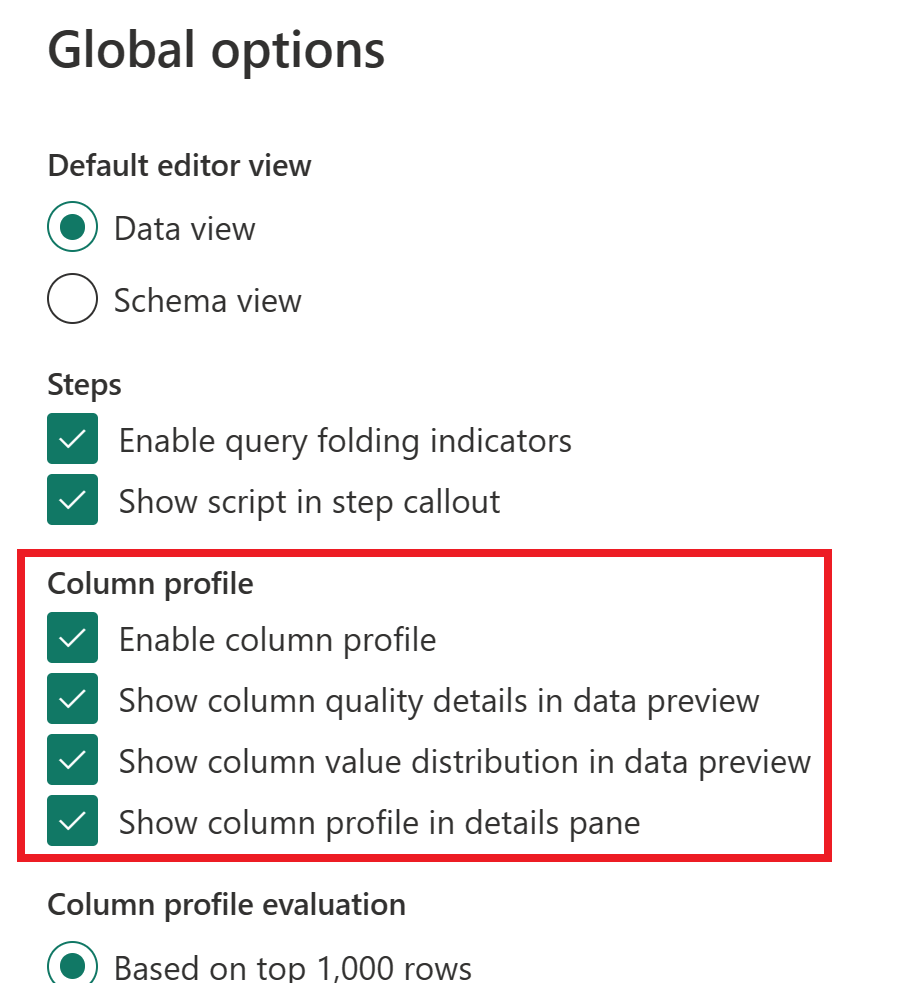 Global options
Default editor view
Data view
Schema view
Steps
Enable query folding indicators
Show script in step callout
Column profile
Enable column profile
Show column quality details in data preview
Show column value distribution in data preview
Show column profile in details pane
Column profile evaluation
Based on top 1,000 rows